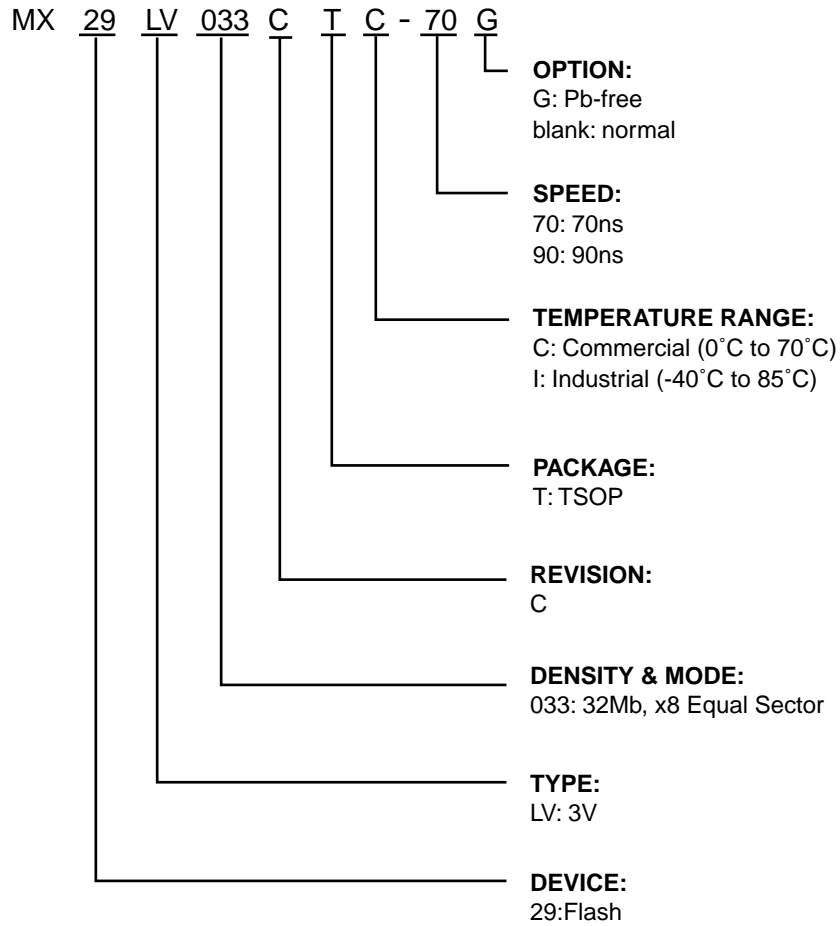 MX 29 LV 033 C T C - 70 G
OPTION:
G: Pb-free
blank: normal
SPEED:
70: 70ns
90: 90ns
TEMPERATURE RANGE:
C: Commercial (0˚C to 70˚C)
I: Industrial (-40˚C to 85˚C)
PACKAGE:
T: TSOP
REVISION:
C
DENSITY & MODE:
033: 32Mb, x8 Equal Sector
TYPE:
LV: 3V
DEVICE:
29:Flash